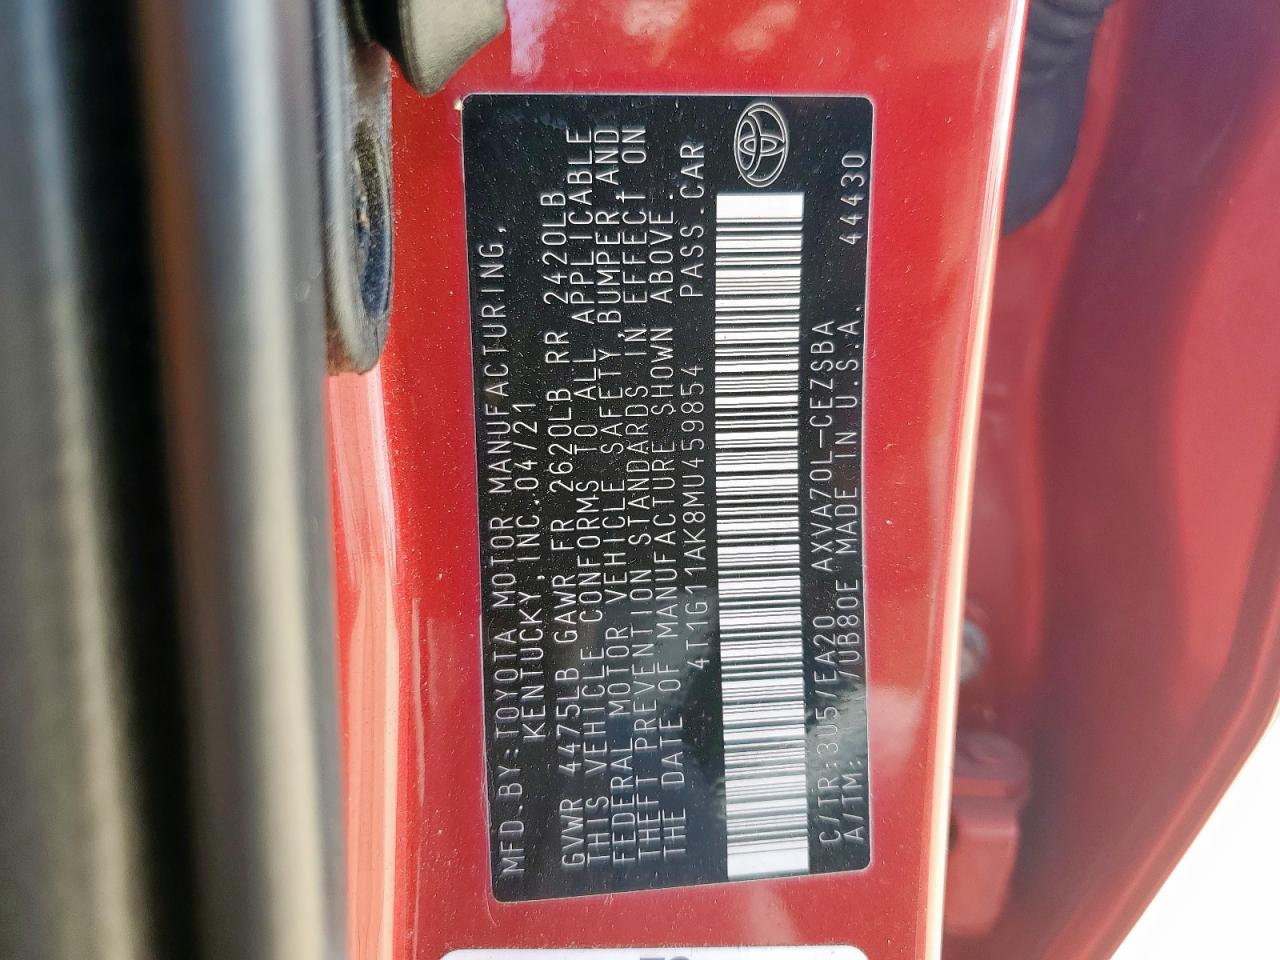 MFD.BY:TOYOTA MOTOR MANUFACTURING,
KENTUCKY,INC.04/21
GVWR 4475LB GAWR FR 2620LB RR 2420LB
THIS VEHICLE CONFORMS TO ALL APPLICABLE
FEDERAL MOTOR VEHICLE SAFETY,BUMPER,AND
THEFT PREVENTION STANDARDS IN EFFECT ON
THE DATE OF MANUFACTURE SHOWN ABOVE.
4T1G11AK8MU459854 PASS.CAR
C/TR:3U5/EA20. AXVA70L-CEZSBA
A/TM: /UB80E MADE IN U.S.A. 44430